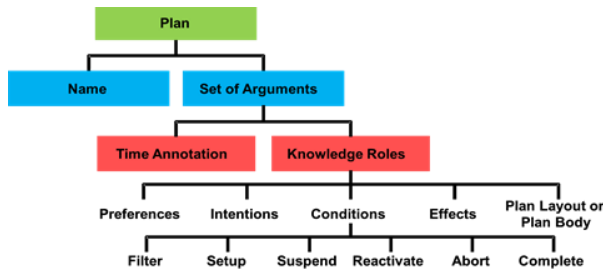 Plan
Name
Set of Arguments
Time Annotation
Knowledge Roles
Preferences
Intentions
Conditions
Effects
Plan Layout or
Plan Body
Filter
Setup
Suspend
Reactivate
Abort
Complete